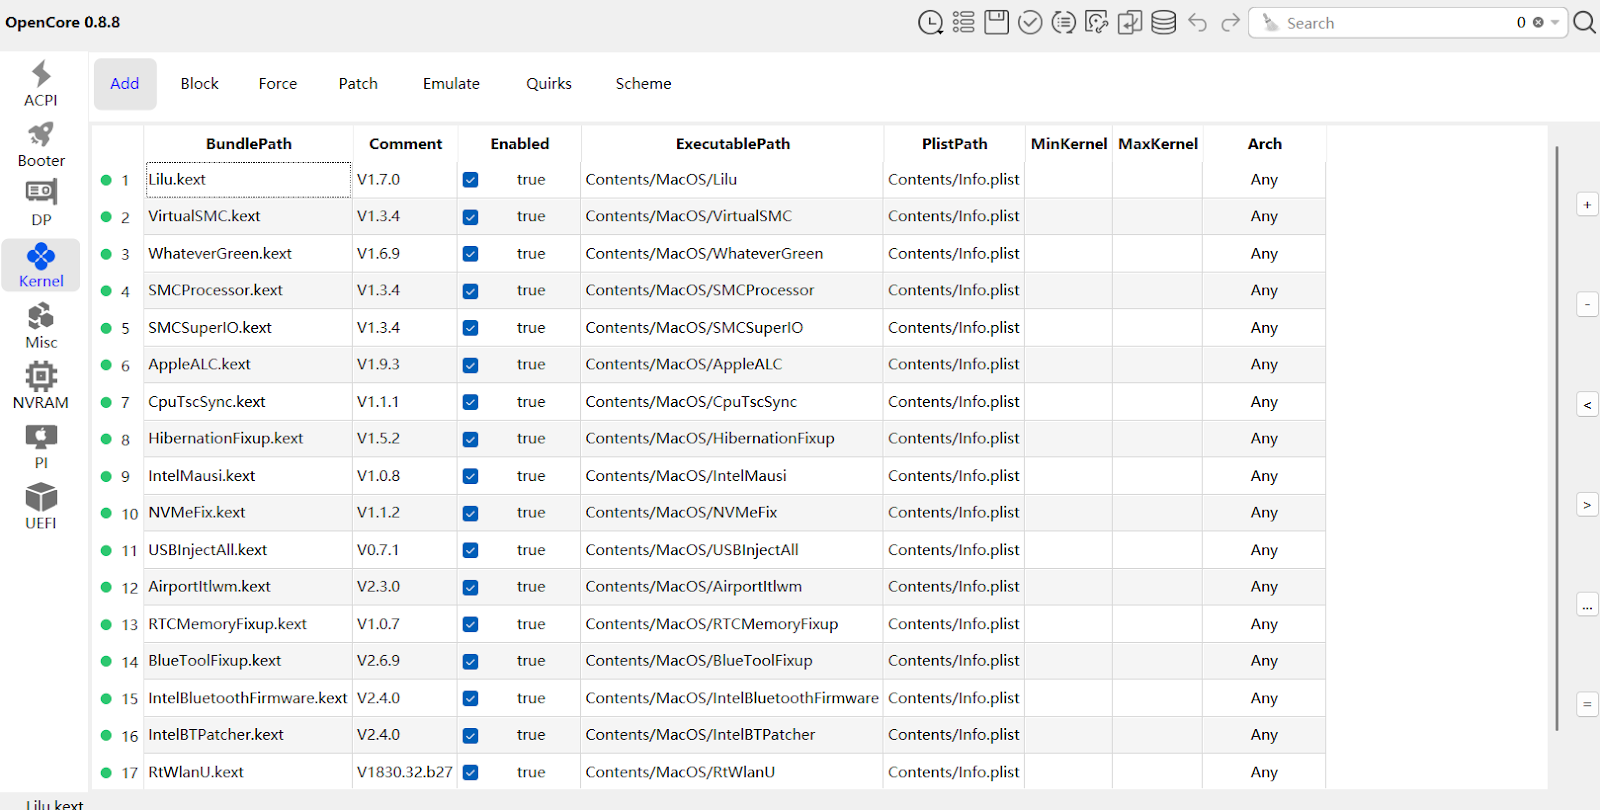 OpenCore 0.8.8
Search 0
ACPI
Booter
DP
Kernel
Misc
NVRAM
PI
UEFI
Add Block Force Patch Emulate Quirks Scheme
BundlePath Comment Enabled ExecutablePath PlistPath MinKernel MaxKernel Arch
1 Lilu.kext V1.7.0 true Contents/MacOS/Lilu Contents/Info.plist Any
2 VirtualSMC.kext V1.3.4 true Contents/MacOS/VirtualSMC Contents/Info.plist Any
3 WhateverGreen.kext V1.6.9 true Contents/MacOS/WhateverGreen Contents/Info.plist Any
4 SMCProcessor.kext V1.3.4 true Contents/MacOS/SMCProcessor Contents/Info.plist Any
5 SMCSuperIO.kext V1.3.4 true Contents/MacOS/SMCSuperIO Contents/Info.plist Any
6 AppleALC.kext V1.9.3 true Contents/MacOS/AppleALC Contents/Info.plist Any
7 CpuTscSync.kext V1.1.1 true Contents/MacOS/CpuTscSync Contents/Info.plist Any
8 HibernationFixup.kext V1.5.2 true Contents/MacOS/HibernationFixup Contents/Info.plist Any
9 IntelMausi.kext V1.0.8 true Contents/MacOS/IntelMausi Contents/Info.plist Any
10 NVMeFix.kext V1.1.2 true Contents/MacOS/NVMeFix Contents/Info.plist Any
11 USBInjectAll.kext V0.7.1 true Contents/MacOS/USBInjectAll Contents/Info.plist Any
12 AirportItlwm.kext V2.3.0 true Contents/MacOS/AirportItlwm Contents/Info.plist Any
13 RTCMemoryFixup.kext V1.0.7 true Contents/MacOS/RTCMemoryFixup Contents/Info.plist Any
14 BlueToolFixup.kext V2.6.9 true Contents/MacOS/BlueToolFixup Contents/Info.plist Any
15 IntelBluetoothFirmware.kext V2.4.0 true Contents/MacOS/IntelBluetoothFirmware Contents/Info.plist Any
16 IntelBTPatcher.kext V2.4.0 true Contents/MacOS/IntelBTPatcher Contents/Info.plist Any
17 RtWlanU.kext V1830.32.b27 true Contents/MacOS/RtWlanU Contents/Info.plist Any
+
-
<
>
...
=
Lilu.kext